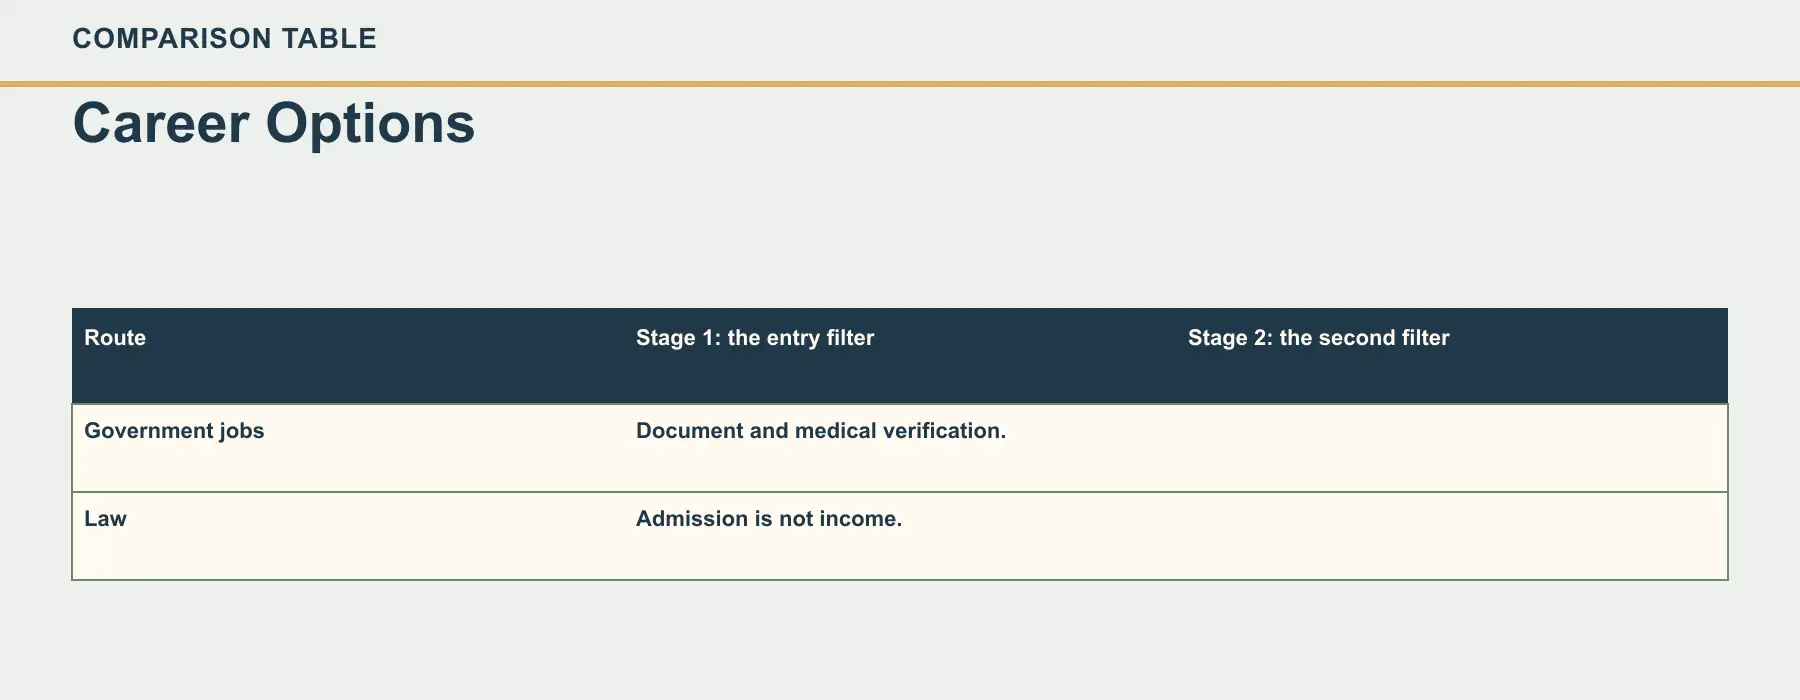 COMPARISON TABLE
Career Options
Route Stage 1: the entry filter Stage 2: the second filter
Government jobs Document and medical verification.
Law Admission is not income.